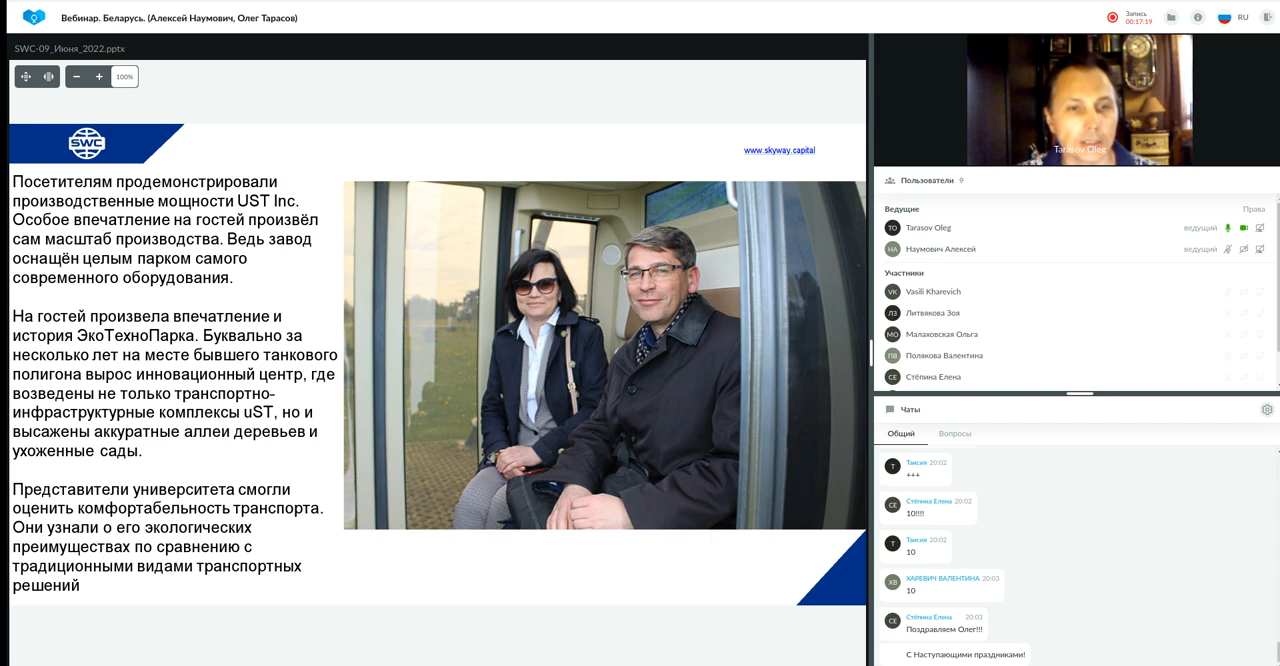 Вебинар. Беларусь. (Алексей Наумович, Олег Тарасов)
Запись
00:17:19
RU
SWC-09_Июня_2022.pptx
100%
SWC
www.skyway.capital
Посетителям продемонстрировали
производственные мощности UST Inc.
Особое впечатление на гостей произвёл
сам масштаб производства. Ведь завод
оснащён целым парком самого
современного оборудования.
На гостей произвела впечатление и
история ЭкоТехноПарка. Буквально за
несколько лет на месте бывшего танкового
полигона вырос инновационный центр, где
возведены не только транспортно-
инфраструктурные комплексы uST, но и
высажены аккуратные аллеи деревьев и
ухоженные сады.
Представители университета смогли
оценить комфортабельность транспорта.
Они узнали о его экологических
преимуществах по сравнению с
традиционными видами транспортных
решений
Tarasov Oleg
Пользователи 9
Ведущие Права
TO Tarasov Oleg ведущий
НА Наумович Алексей ведущий
Участники
VK Vasili Kharevich
ЛЗ Литвякова Зоя
МО Малаховская Ольга
ПВ Полякова Валентина
СЕ Стёпина Елена
Чаты
Общий Вопросы
Т Таисия 20:02
+++
СЕ Стёпина Елена 20:02
10!!!!
Т Таисия 20:02
10
ХВ ХАРЕВИЧ ВАЛЕНТИНА 20:03
10
СЕ Стёпина Елена 20:03
Поздравляем Олег!!!
С Наступающими праздниками!